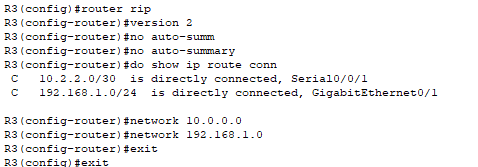 R3(config)#router rip
R3(config-router)#version 2
R3(config-router)#no auto-summ
R3(config-router)#no auto-summary
R3(config-router)#do show ip route conn
 C   10.2.2.0/30  is directly connected, Serial0/0/1
 C   192.168.1.0/24  is directly connected, GigabitEthernet0/1

R3(config-router)#network 10.0.0.0
R3(config-router)#network 192.168.1.0
R3(config-router)#exit
R3(config)#exit